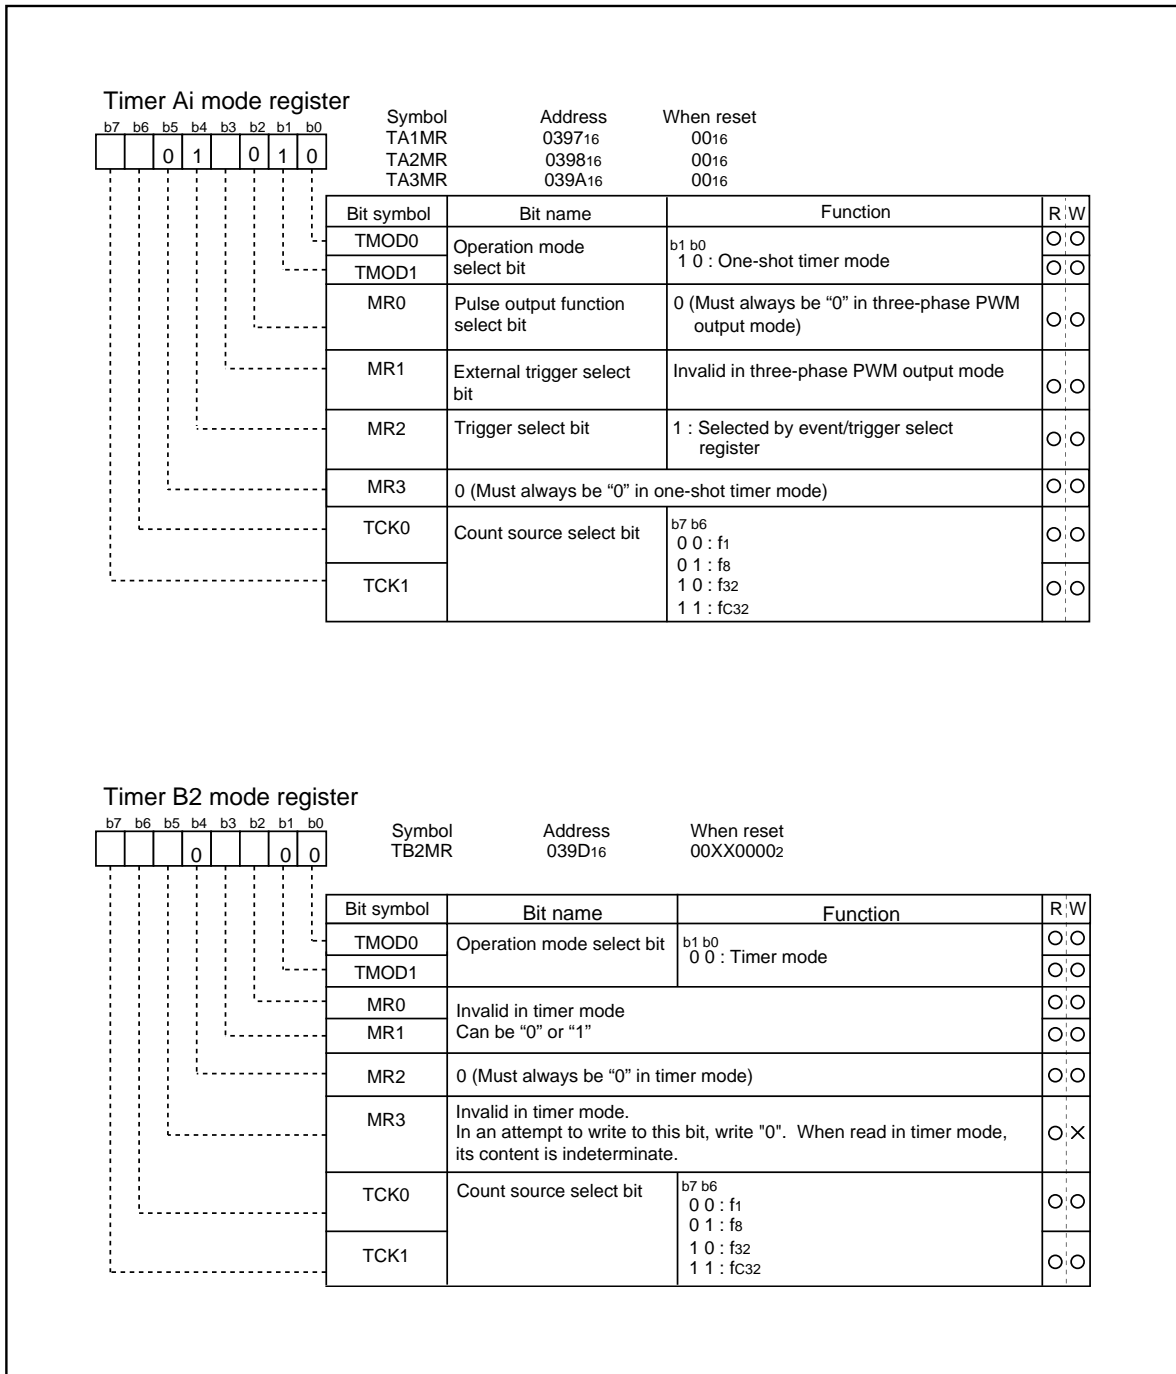 Timer Ai mode register
Symbol Address When reset
TA1MR 039716 0016
TA2MR 039816 0016
TA3MR 039A16 0016
b7 b6 b5 b4 b3 b2 b1 b0
0 1 0 1 0
Bit symbol Bit name Function R W
TMOD0
TMOD1
Operation mode
select bit
b1 b0
1 0 : One-shot timer mode
MR0 Pulse output function
select bit
0 (Must always be “0” in three-phase PWM
output mode)
MR1 External trigger select
bit
Invalid in three-phase PWM output mode
MR2 Trigger select bit 1 : Selected by event/trigger select
register
MR3 0 (Must always be “0” in one-shot timer mode)
TCK0
TCK1
Count source select bit
b7 b6
0 0 : f1
0 1 : f8
1 0 : f32
1 1 : fC32
Timer B2 mode register
Symbol Address When reset
TB2MR 039D16 00XX00002
b7 b6 b5 b4 b3 b2 b1 b0
0 0 0
Bit symbol Bit name Function R W
TMOD0
TMOD1
Operation mode select bit
b1 b0
0 0 : Timer mode
MR0
MR1
Invalid in timer mode
Can be “0” or “1”
MR2 0 (Must always be “0” in timer mode)
MR3 Invalid in timer mode.
In an attempt to write to this bit, write "0". When read in timer mode,
its content is indeterminate.
TCK0
TCK1
Count source select bit
b7 b6
0 0 : f1
0 1 : f8
1 0 : f32
1 1 : fC32